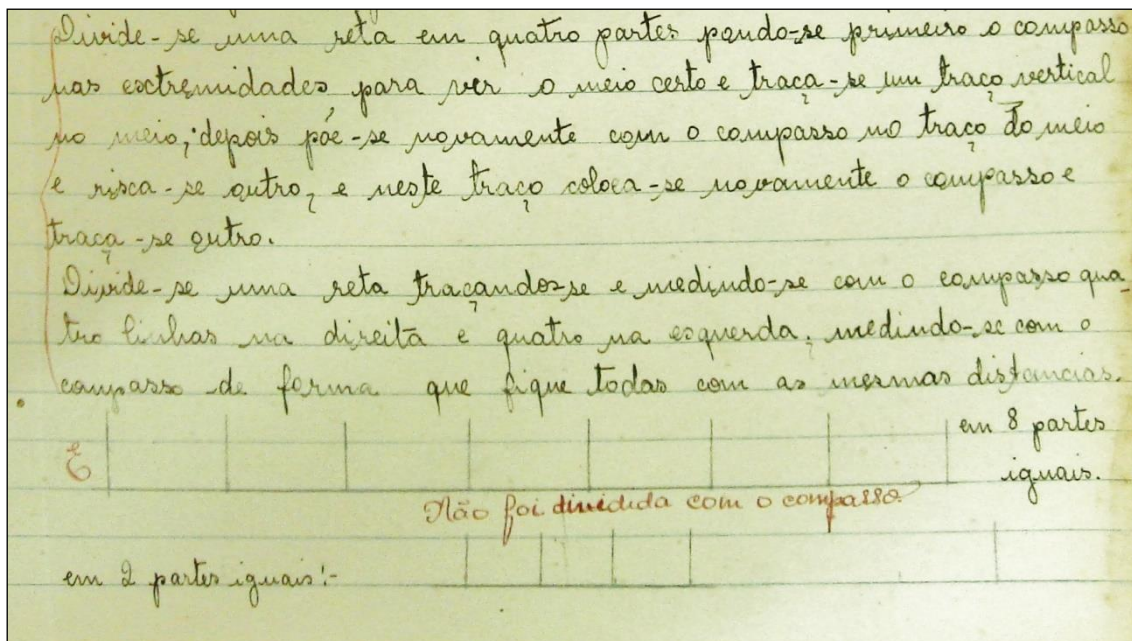 Divide-se uma reta em quatro partes pondo-se primeiro o compasso
nas extremidades para ver o meio certo e traça-se um traço vertical
no meio; depois põe-se novamente com o compasso no traço do meio
e risca-se outro, e neste traço coloca-se novamente o compasso e
traça-se outro.
Divide-se uma reta traçando-se e medindo-se com o compasso qua-
tro linhas na direita e quatro na esquerda, medindo-se com o
compasso de forma que fique todas com as mesmas distancias.
em 8 partes
iguais.
E
Não foi dividida com o compasso.
em 2 partes iguais:-